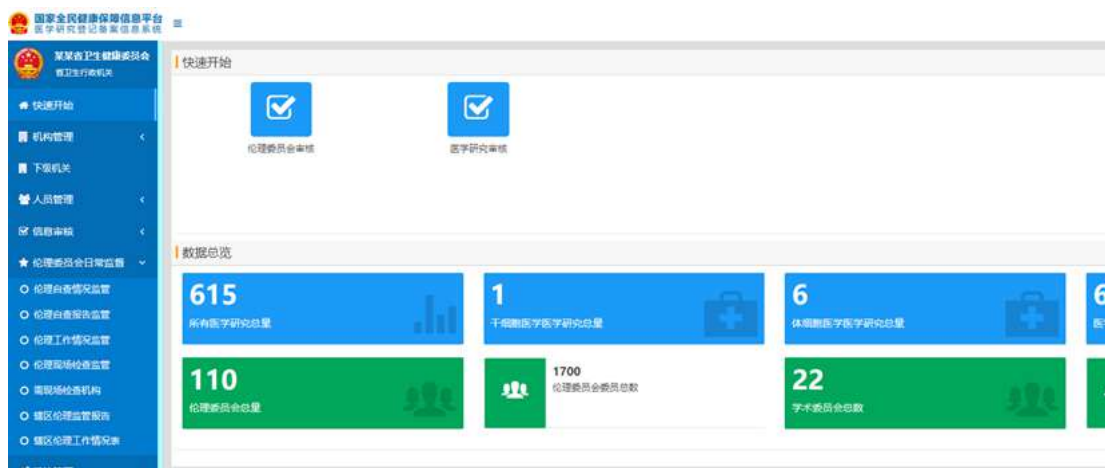 国家全民健康保障信息平台
医学研究登记备案信息系统
某某省卫生健康委员会
省卫生行政机关
快速开始
机构管理
下级机关
人员管理
信息审核
伦理委员会日常监督
伦理自查情况监管
伦理自查报告监管
伦理工作情况监管
伦理现场检查监管
需现场检查机构
辖区伦理监管报告
辖区伦理工作情况表
快速开始
伦理委员会审核
医学研究审核
数据总览
615
所有医学研究总量
1
干细胞医学医学研究总量
6
体细胞医学医学研究总量
6
医
110
伦理委员会总量
1700
伦理委员会委员总数
22
学术委员会总数